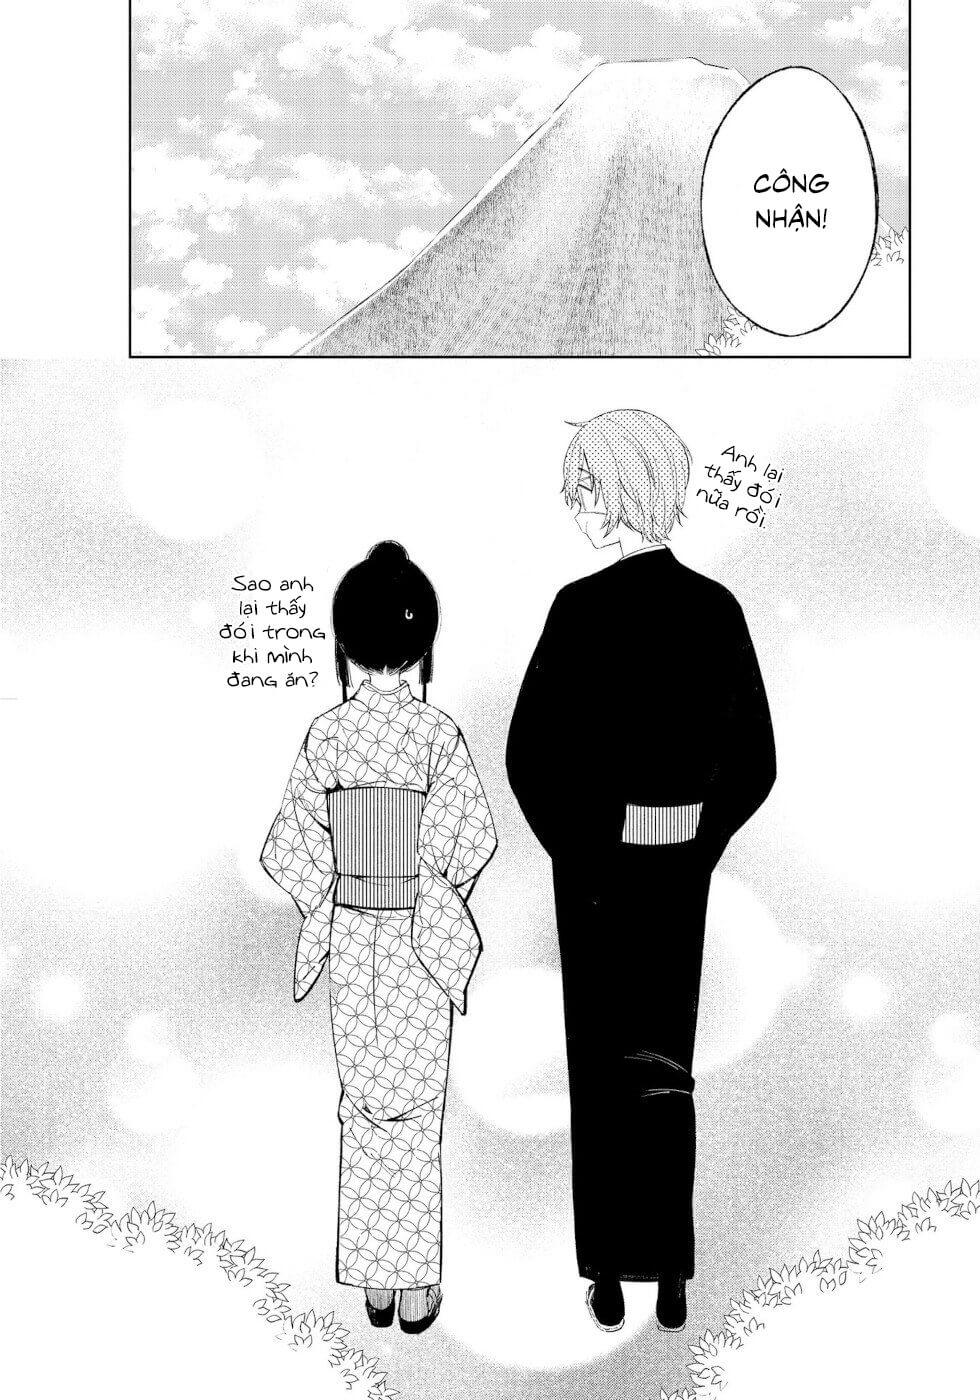 CÔNG
NHẬN!
Anh lại
thấy đói
nữa rồi.
Sao anh
lại thấy
đói trong
khi mình
đang ăn?